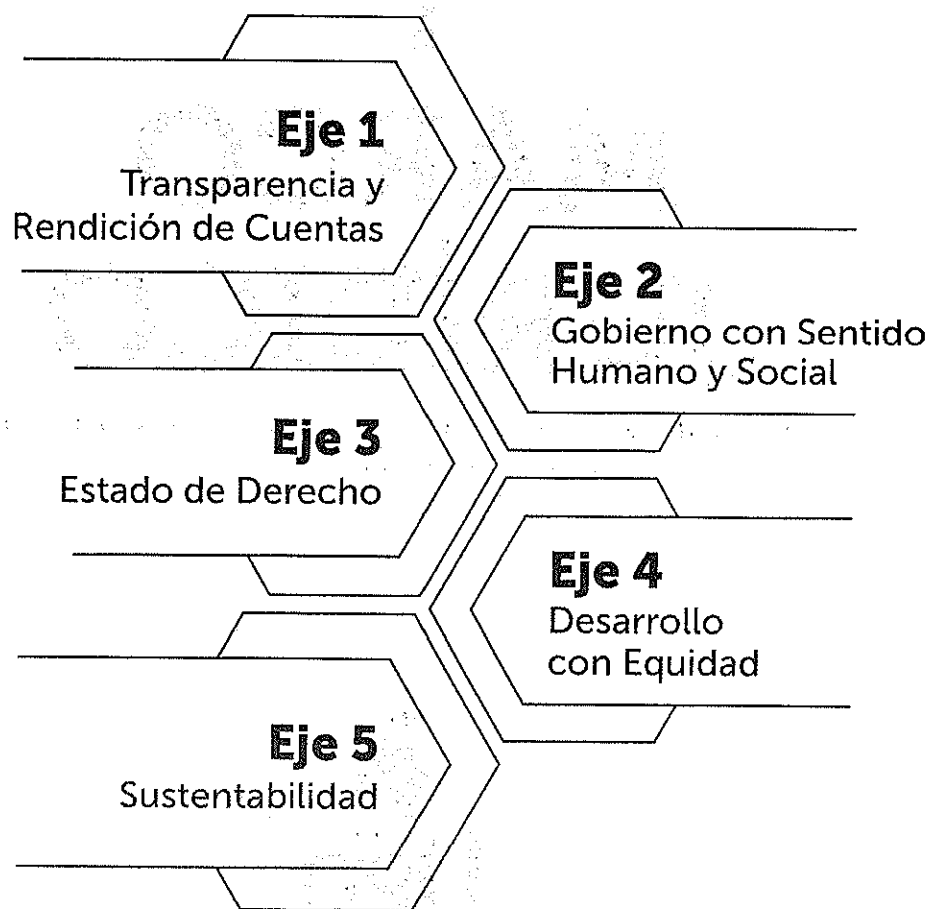 Eje 1
Transparencia y
Rendición de Cuentas
Eje 2
Gobierno con Sentido
Humano y Social
Eje 3
Estado de Derecho
Eje 4
Desarrollo
con Equidad
Eje 5
Sustentabilidad